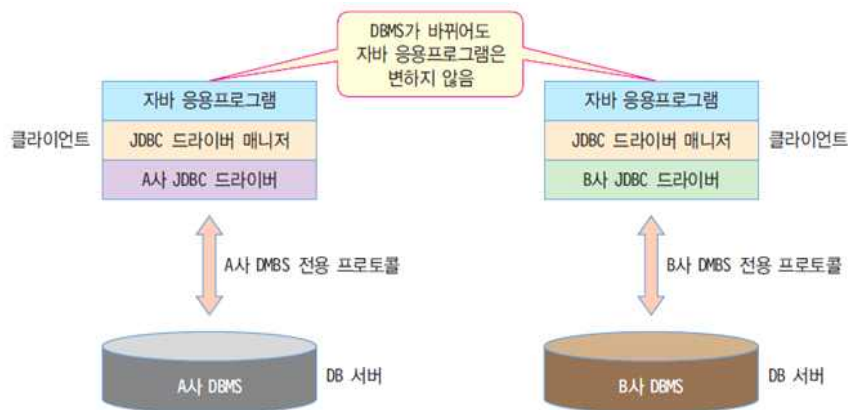 DBMS가 바뀌어도
자바 응용프로그램은
변하지 않음
자바 응용프로그램
자바 응용프로그램
클라이언트
JDBC 드라이버 매니저
JDBC 드라이버 매니저
클라이언트
A사 JDBC 드라이버
B사 JDBC 드라이버
A사 DMBS 전용 프로토콜
B사 DMBS 전용 프로토콜
A사 DBMS
DB 서버
B사 DBMS
DB 서버